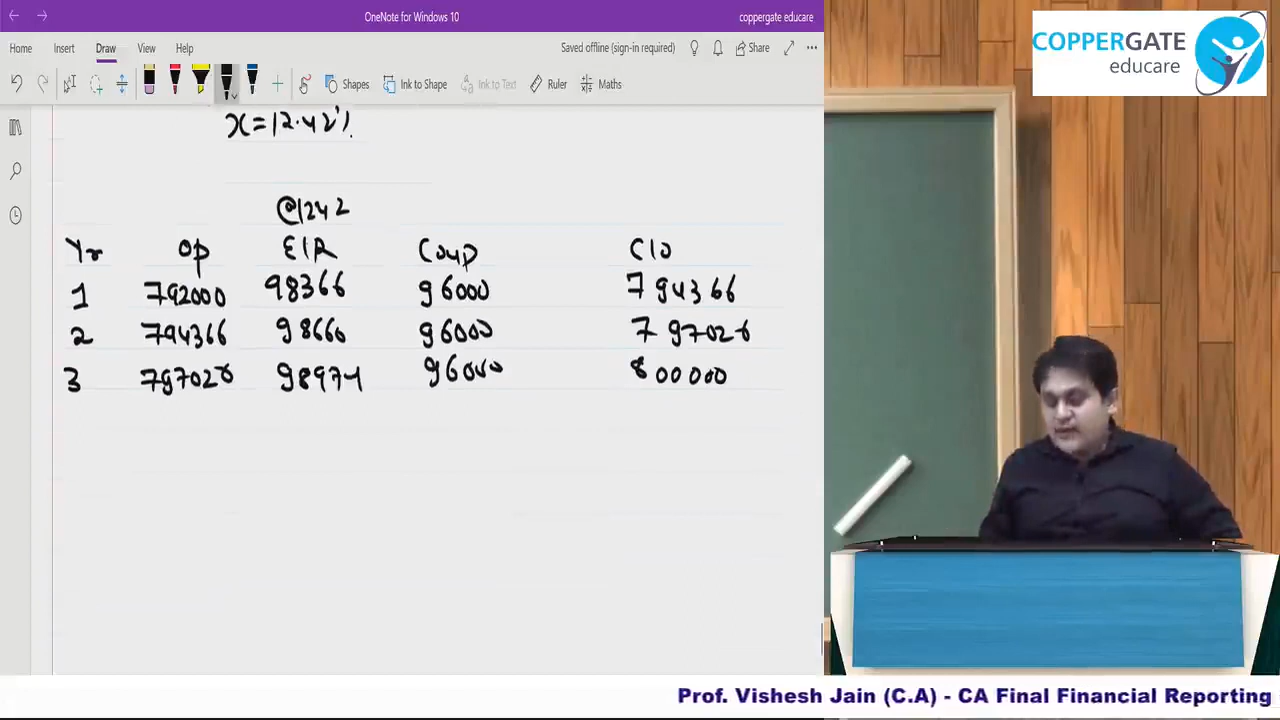 OneNote for Windows 10
coppergate educare
Home Insert Draw View Help
Saved offline (sign-in required) Share
Shapes Ink to Shape Ink to Text Ruler Maths
COPPERGATE
educare
x=12.42%
@1242
Yr Op EIR Coup Clo
1 792000 98366 96000 794366
2 794366 98660 96000 797026
3 797026 98974 96000 800000
Prof. Vishesh Jain (C.A) - CA Final Financial Reporting